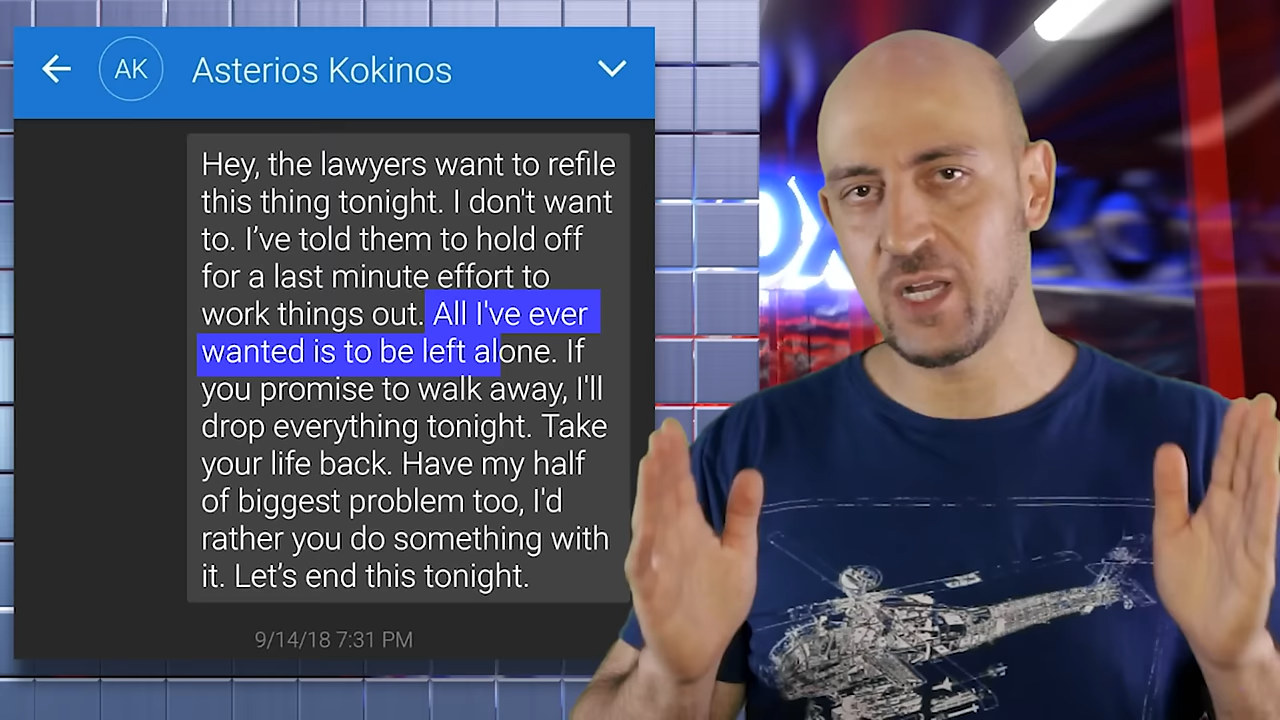 AK
Asterios Kokinos
Hey, the lawyers want to refile
this thing tonight. I don't want
to. I’ve told them to hold off
for a last minute effort to
work things out. All I've ever
wanted is to be left alone. If
you promise to walk away, I'll
drop everything tonight. Take
your life back. Have my half
of biggest problem too, I'd
rather you do something with
it. Let’s end this tonight.
9/14/18 7:31 PM